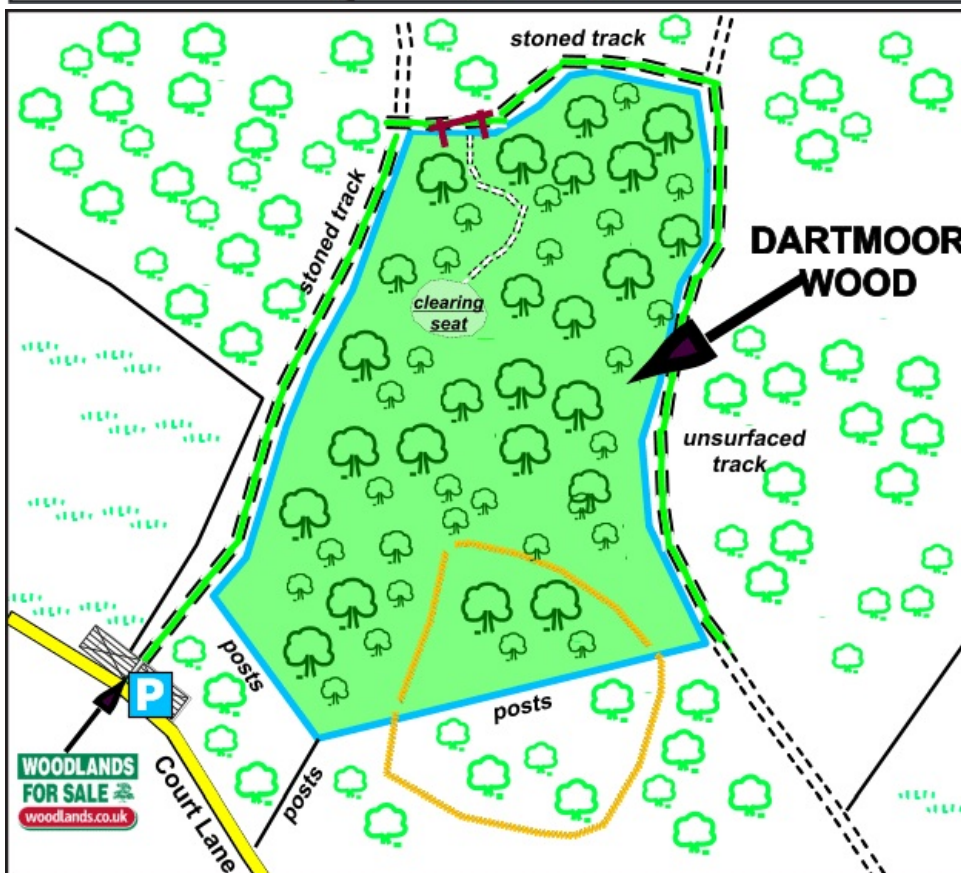 stoned track
stoned track
DARTMOOR
WOOD
clearing
seat
unsurfaced
track
posts
posts
posts
P
Court Lane
WOODLANDS
FOR SALE
woodlands.co.uk